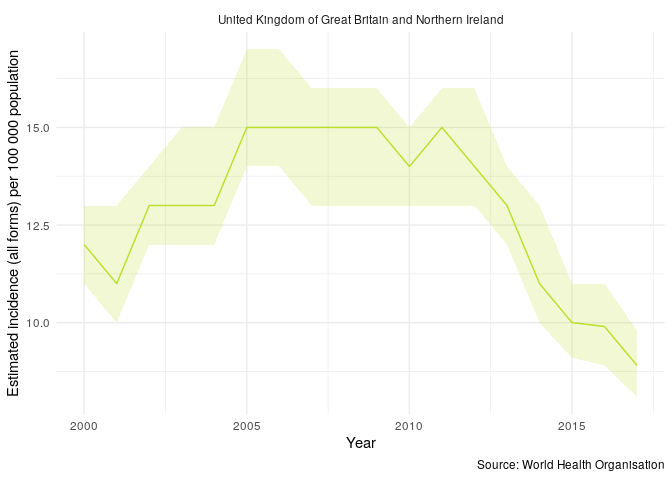 United Kingdom of Great Britain and Northern Ireland
Estimated incidence (all forms) per 100 000 population
15.0
12.5
10.0
2000 2005 2010 2015
Year
Source: World Health Organisation